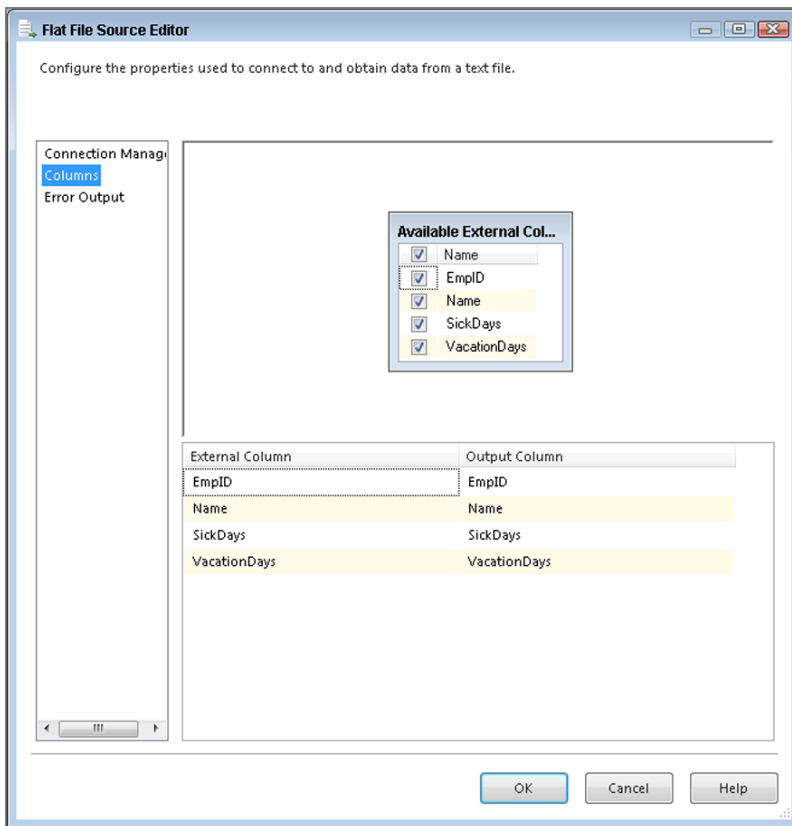 Flat File Source Editor
Configure the properties used to connect to and obtain data from a text file.
Connection Manag
Columns
Error Output
Available External Col...
Name
EmpID
Name
SickDays
VacationDays
External Column Output Column
EmpID EmpID
Name Name
SickDays SickDays
VacationDays VacationDays
OK Cancel Help